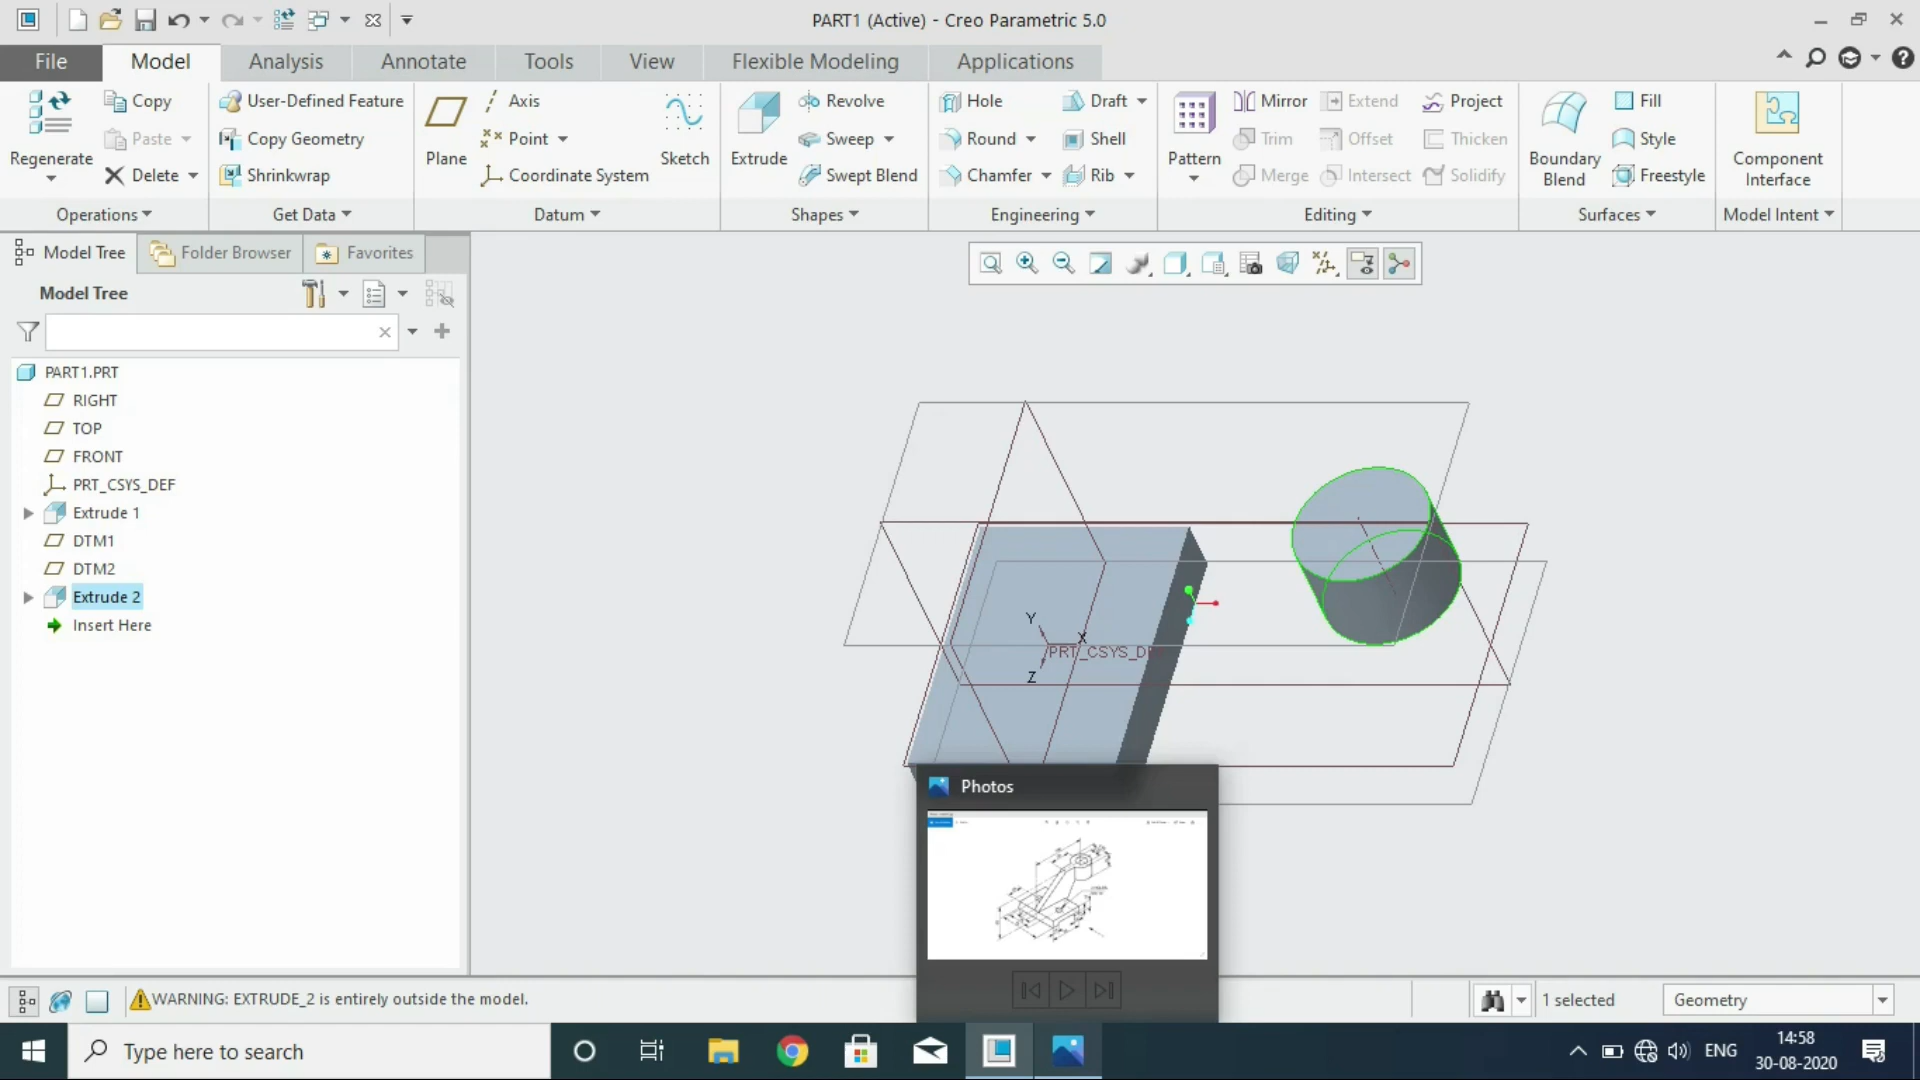 PART1 (Active) - Creo Parametric 5.0
File Model Analysis Annotate Tools View Flexible Modeling Applications
Regenerate
Copy
Paste
Delete
Operations
User-Defined Feature
Copy Geometry
Shrinkwrap
Get Data
Plane
Axis
Point
Coordinate System
Sketch
Datum
Extrude
Revolve
Sweep
Swept Blend
Shapes
Hole
Round
Chamfer
Draft
Shell
Rib
Engineering
Pattern
Mirror
Trim
Merge
Extend
Offset
Intersect
Project
Thicken
Solidify
Editing
Boundary
Blend
Fill
Style
Freestyle
Surfaces
Component
Interface
Model Intent
Model Tree Folder Browser Favorites
Model Tree
PART1.PRT
RIGHT
TOP
FRONT
PRT_CSYS_DEF
Extrude 1
DTM1
DTM2
Extrude 2
Insert Here
Y
X
PRT_CSYS_D
Z
Photos
WARNING: EXTRUDE_2 is entirely outside the model.
1 selected
Geometry
Type here to search
ENG
14:58
30-08-2020